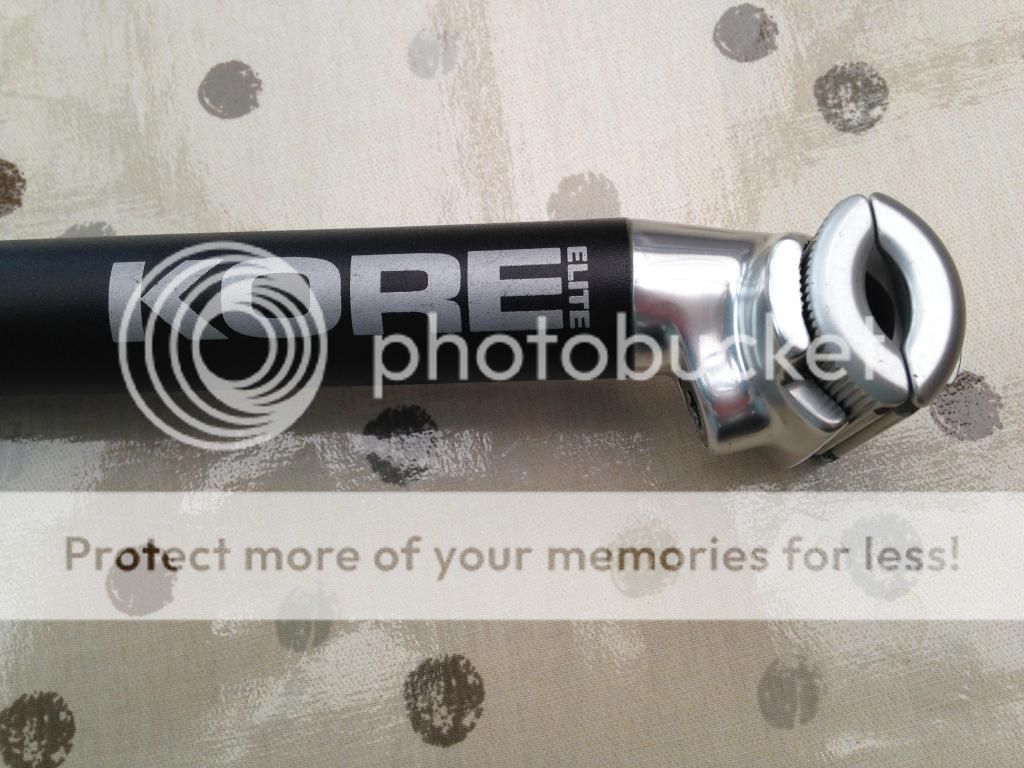 KORE
ELITE
photobucket
Protect more of your memories for less!